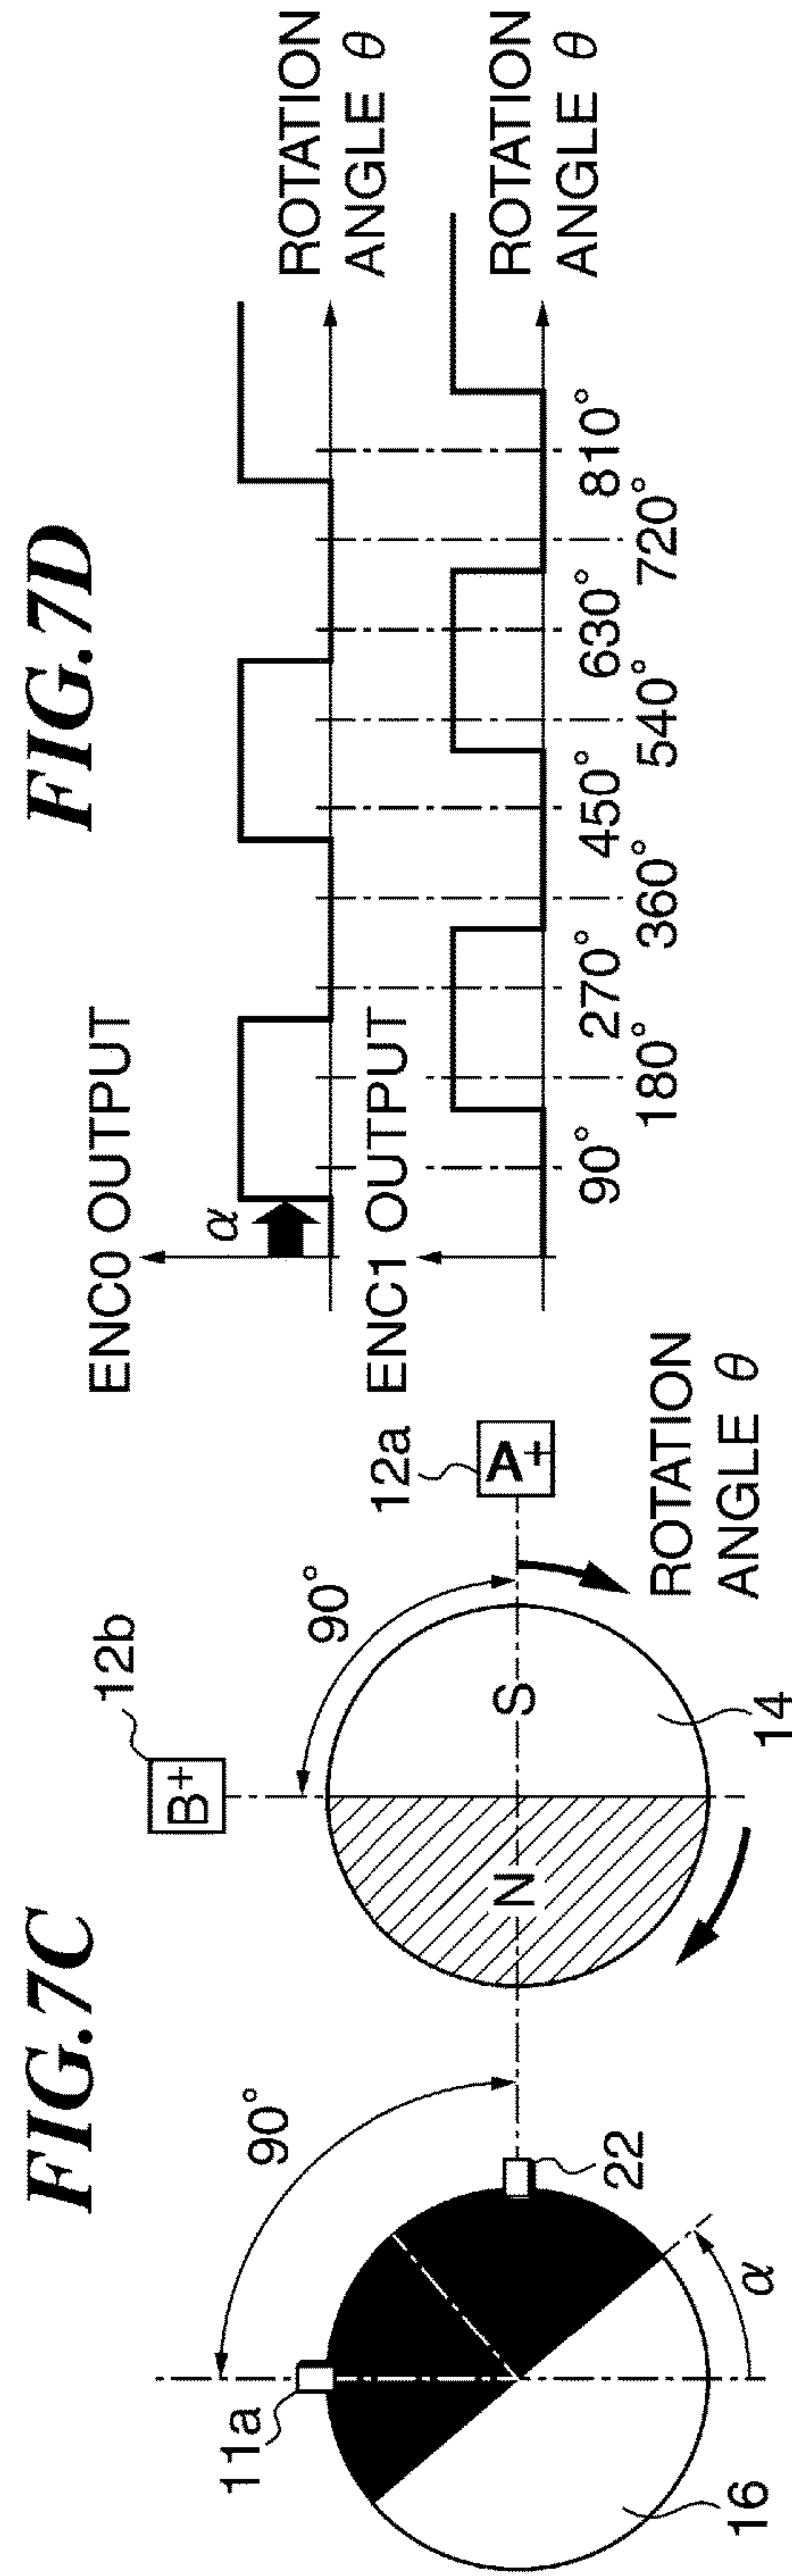 FIG.7C
90°
11a
22
16
α
12b
B+
90°
12a
A+
N
S
14
ROTATION
ANGLE θ
FIG.7D
ENC0 OUTPUT
α
ROTATION
ANGLE θ
ENC1 OUTPUT
ROTATION
ANGLE θ
90° 270° 450° 630° 810°
180° 360° 540° 720°